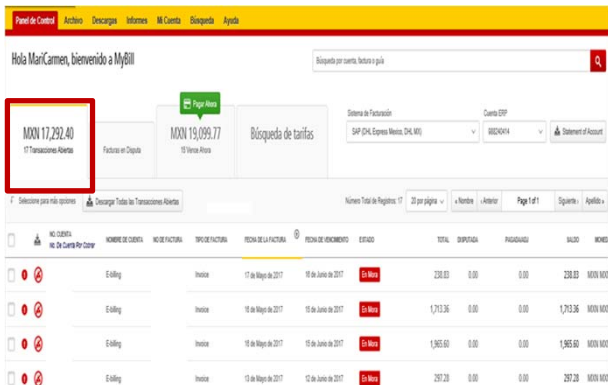 Panel de Control Archivo Descargas Informes Mi Cuenta Búsqueda Ayuda
Hola MariCarmen, bienvenido a MyBill
Búsqueda por cuenta, factura o guía
Pagar Ahora
Sistema de Facturación Cuenta ERP
MXN 17,292.40 MXN 19,099.77 Búsqueda de tarifas SAP (DHL Express Mexico, DHL MX) Statement of Account
17 Transacciones Abiertas Facturas en Disputa Vence Ahora
Seleccione para más opciones Descargar Todas las Transacciones Abiertas Número Total de Registros: 17 20 por página « Nombre ‹ Anterior Page 1 of 1 Siguiente › Apellido »
NO. CUENTA
No. De Cuenta Por Cobrar NOMBRE DE CUENTA NO DE FACTURA TIPO DE FACTURA FECHA DE LA FACTURA FECHA DE VENCIMIENTO ESTADO TOTAL DISPUTADA SALDO
E-billing Invoice 17 de Mayo de 2017 En Mora 238.83 0.00 0.00 238.83
E-billing Invoice 16 de Mayo de 2017 15 de Junio de 2017 En Mora 1,713.36 0.00 0.00 1,713.36
E-billing Invoice 16 de Mayo de 2017 15 de Junio de 2017 En Mora 1,965.60 0.00 0.00 1,965.60
E-billing Invoice 13 de Mayo de 2017 12 de Junio de 2017 En Mora 297.28 0.00 0.00 297.28